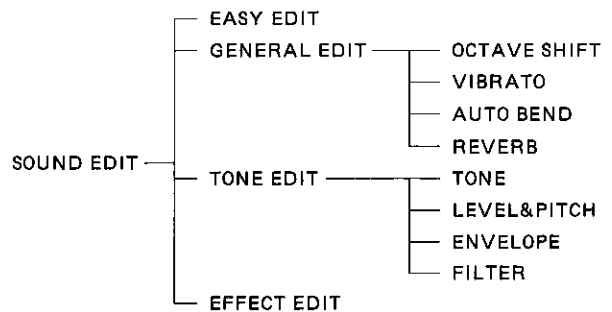 EASY EDIT
GENERAL EDIT
OCTAVE SHIFT
VIBRATO
AUTO BEND
REVERB
SOUND EDIT
TONE EDIT
TONE
LEVEL&PITCH
ENVELOPE
FILTER
EFFECT EDIT